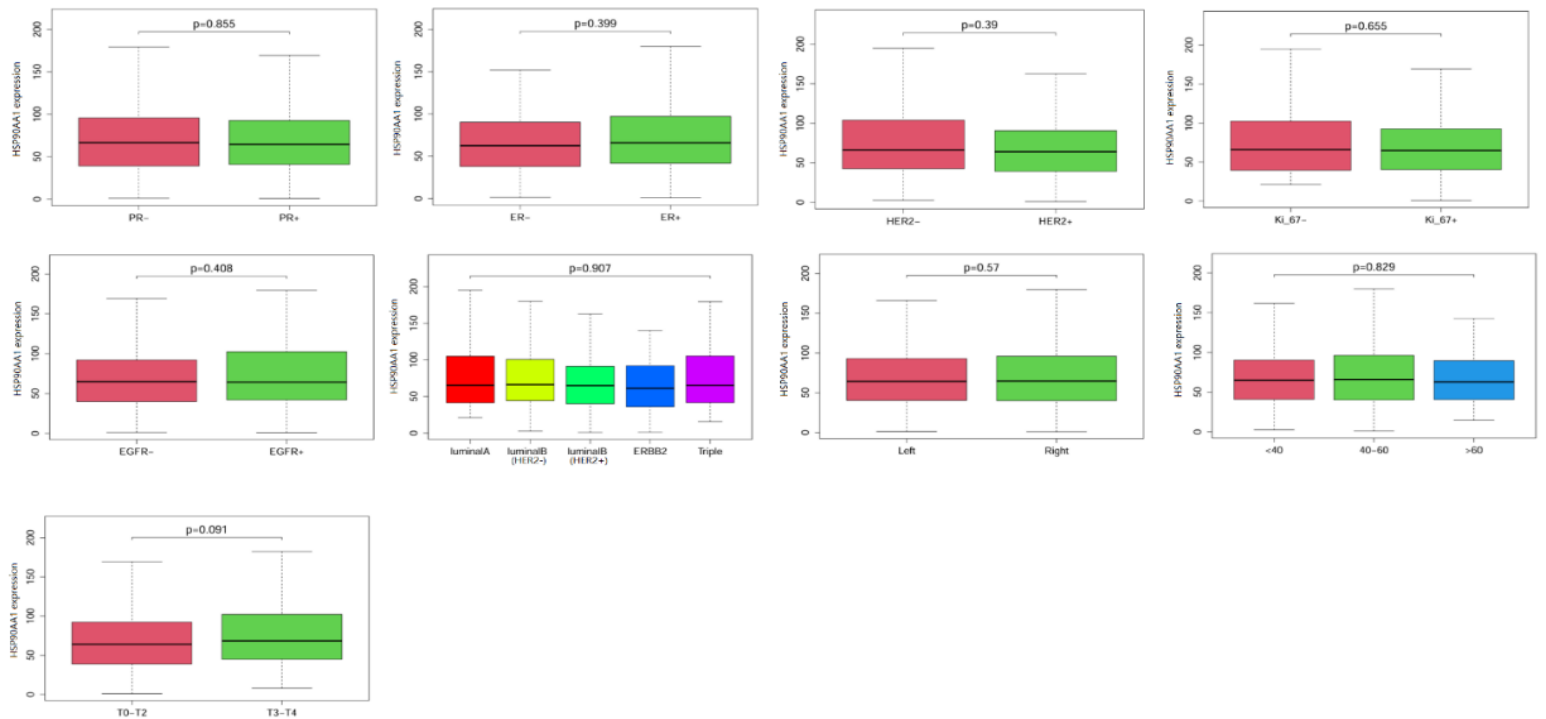 p=0.855
HSP90AA1 expression
0 50 100 150 200
PR− PR+
p=0.399
HSP90AA1 expression
0 50 100 150 200
ER− ER+
p=0.39
HSP90AA1 expression
0 50 100 150 200
HER2− HER2+
p=0.655
HSP90AA1 expression
0 50 100 150 200
Ki_67− Ki_67+
p=0.408
HSP90AA1 expression
0 50 100 150 200
EGFR− EGFR+
p=0.907
HSP90AA1 expression
0 50 100 150 200
luminalA luminalB luminalB ERBB2 Triple
(HER2-) (HER2+)
p=0.57
HSP90AA1 expression
0 50 100 150 200
Left Right
p=0.829
HSP90AA1 expression
0 50 100 150 200
<40 40−60 >60
p=0.091
HSP90AA1 expression
0 50 100 150 200
T0−T2 T3−T4